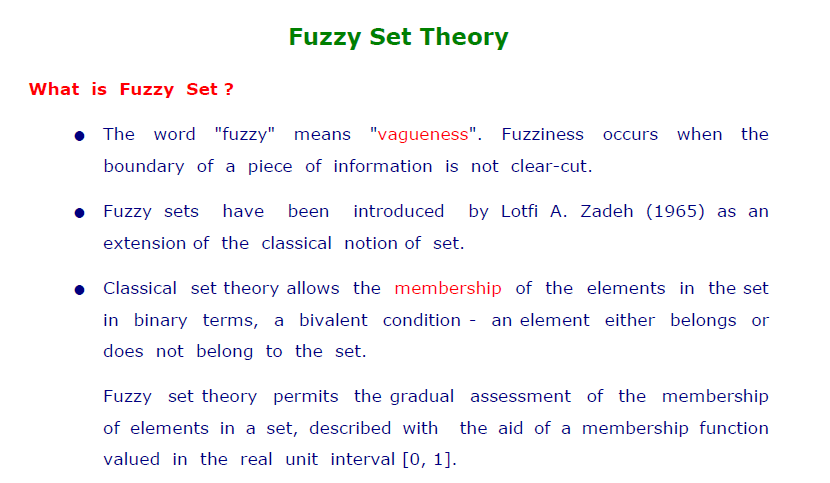 Fuzzy Set Theory
What is Fuzzy Set ?
● The word "fuzzy" means "vagueness". Fuzziness occurs when the
boundary of a piece of information is not clear-cut.
● Fuzzy sets have been introduced by Lotfi A. Zadeh (1965) as an
extension of the classical notion of set.
● Classical set theory allows the membership of the elements in the set
in binary terms, a bivalent condition - an element either belongs or
does not belong to the set.
Fuzzy set theory permits the gradual assessment of the membership
of elements in a set, described with the aid of a membership function
valued in the real unit interval [0, 1].